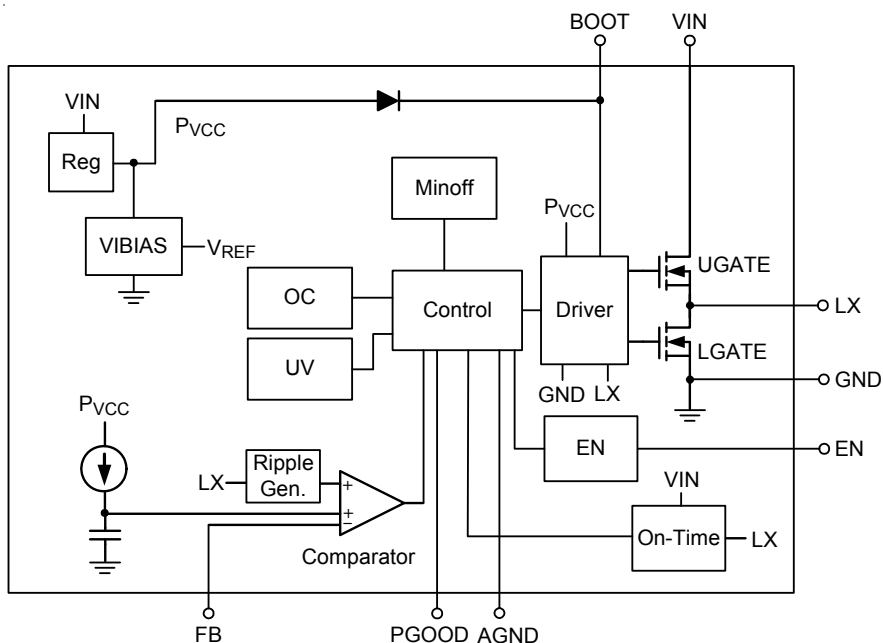 BOOT VIN
VIN
PVCC
Reg
Minoff
PVCC
VIBIAS VREF
UGATE
OC
Control
Driver
LX
UV
LGATE
GND LX
GND
PVCC
EN
EN
Ripple
Gen.
LX
+
+
−
VIN
On-Time LX
Comparator
FB PGOOD AGND